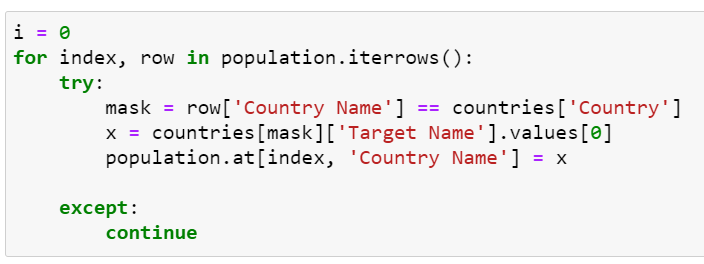 i = 0
for index, row in population.iterrows():
    try:
        mask = row['Country Name'] == countries['Country']
        x = countries[mask]['Target Name'].values[0]
        population.at[index, 'Country Name'] = x
    except:
        continue